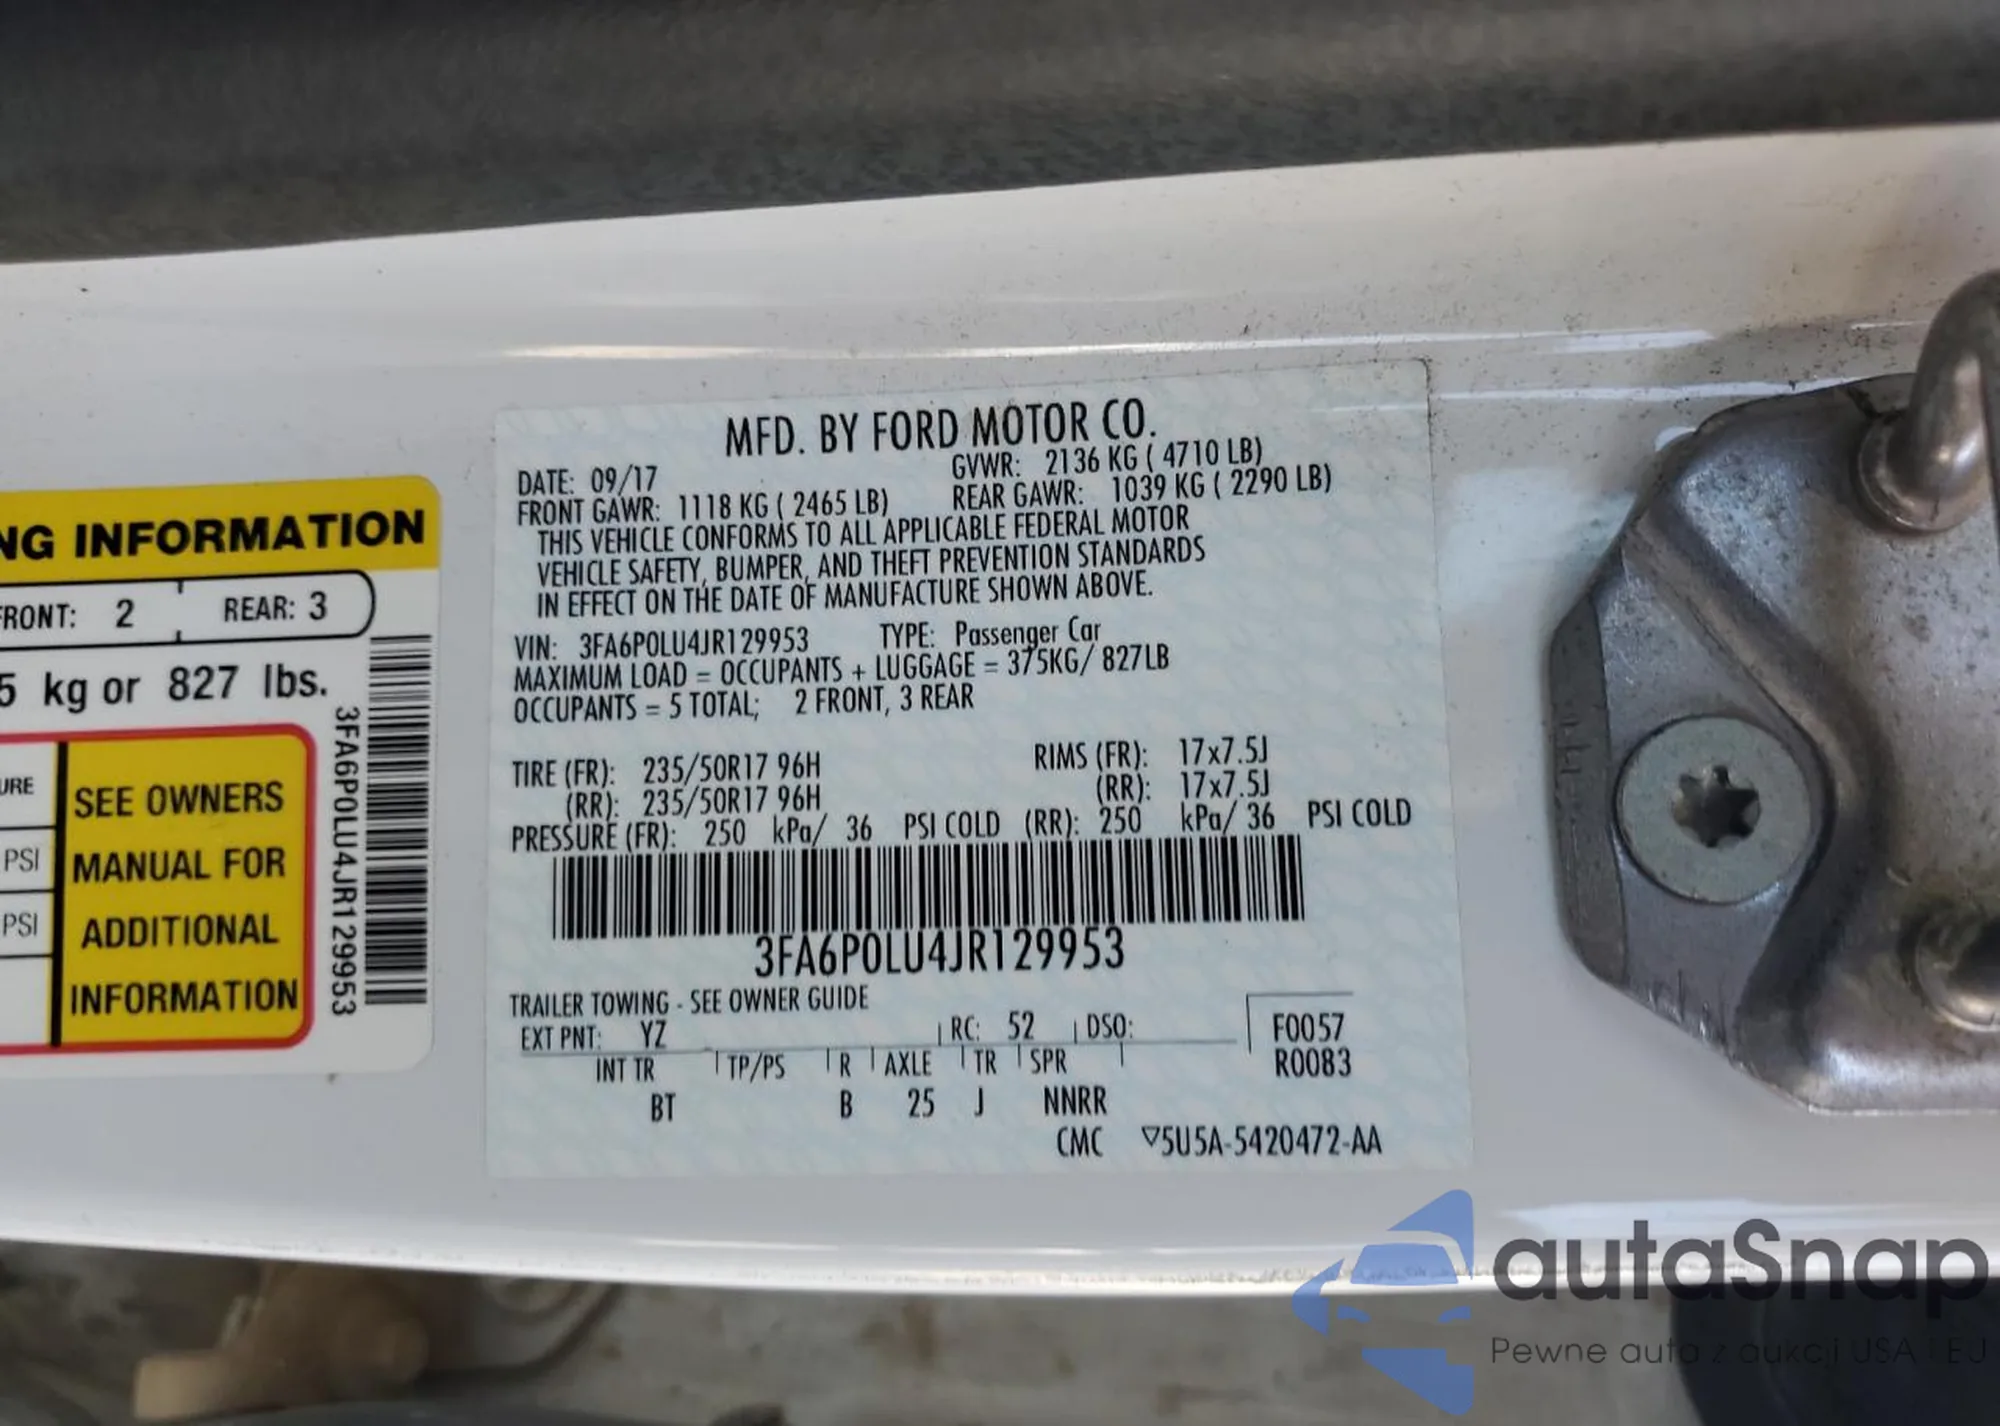 NG INFORMATION
FRONT: 2 REAR: 3
5 kg or 827 lbs.
URE
PSI
PSI
SEE OWNERS
MANUAL FOR
ADDITIONAL
INFORMATION
3FA6P0LU4JR129953
MFD. BY FORD MOTOR CO.
DATE: 09/17 GVWR: 2136 KG ( 4710 LB)
FRONT GAWR: 1118 KG ( 2465 LB) REAR GAWR: 1039 KG ( 2290 LB)
THIS VEHICLE CONFORMS TO ALL APPLICABLE FEDERAL MOTOR
VEHICLE SAFETY, BUMPER, AND THEFT PREVENTION STANDARDS
IN EFFECT ON THE DATE OF MANUFACTURE SHOWN ABOVE.
VIN: 3FA6P0LU4JR129953 TYPE: Passenger Car
MAXIMUM LOAD = OCCUPANTS + LUGGAGE = 375KG/ 827LB
OCCUPANTS = 5 TOTAL; 2 FRONT, 3 REAR
TIRE (FR): 235/50R17 96H RIMS (FR): 17x7.5J
(RR): 235/50R17 96H (RR): 17x7.5J
PRESSURE (FR): 250 kPa/ 36 PSI COLD (RR): 250 kPa/ 36 PSI COLD
3FA6P0LU4JR129953
TRAILER TOWING - SEE OWNER GUIDE
EXT PNT: YZ RC: 52 DSO: F0057
INT TR TP/PS R AXLE TR SPR R0083
BT B 25 J NNRR
CMC ▽5U5A-5420472-AA
autaSnap
Pewne auta z aukcji USA i EU